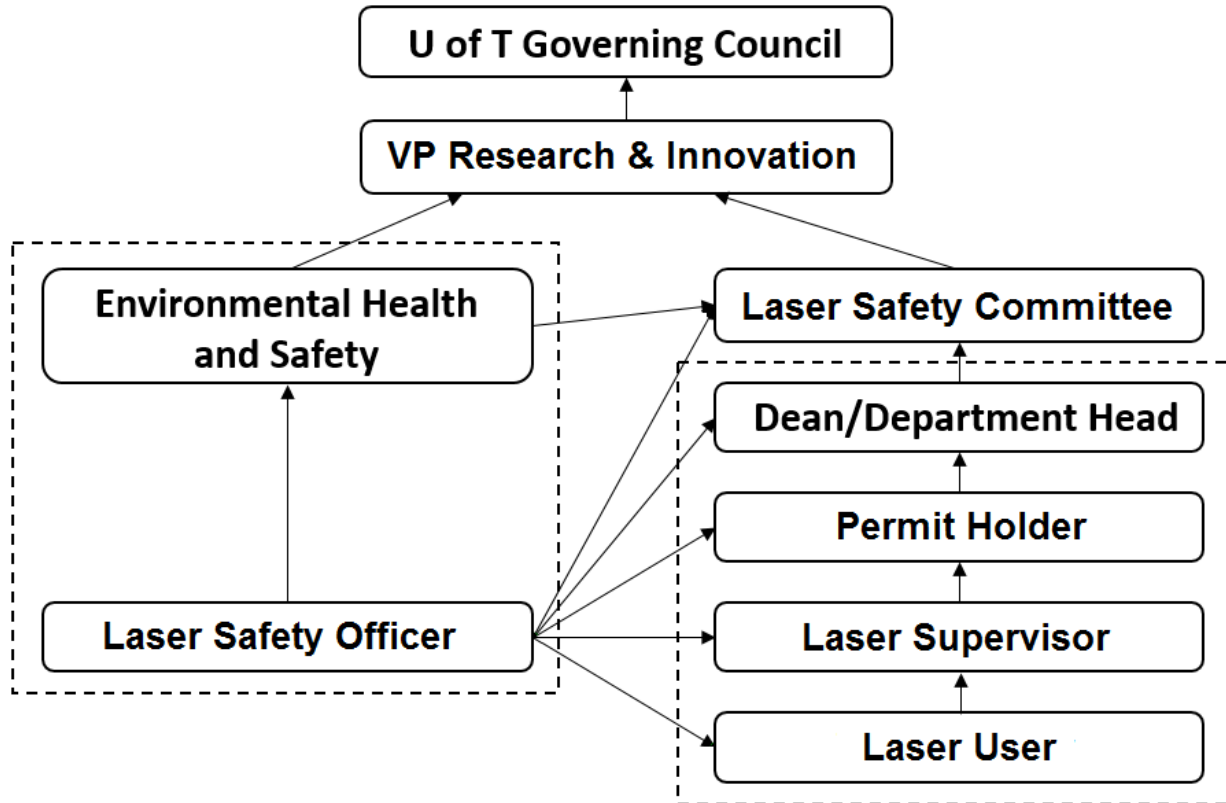 U of T Governing Council
VP Research & Innovation
Environmental Health
and Safety
Laser Safety Committee
Dean/Department Head
Permit Holder
Laser Safety Officer
Laser Supervisor
Laser User